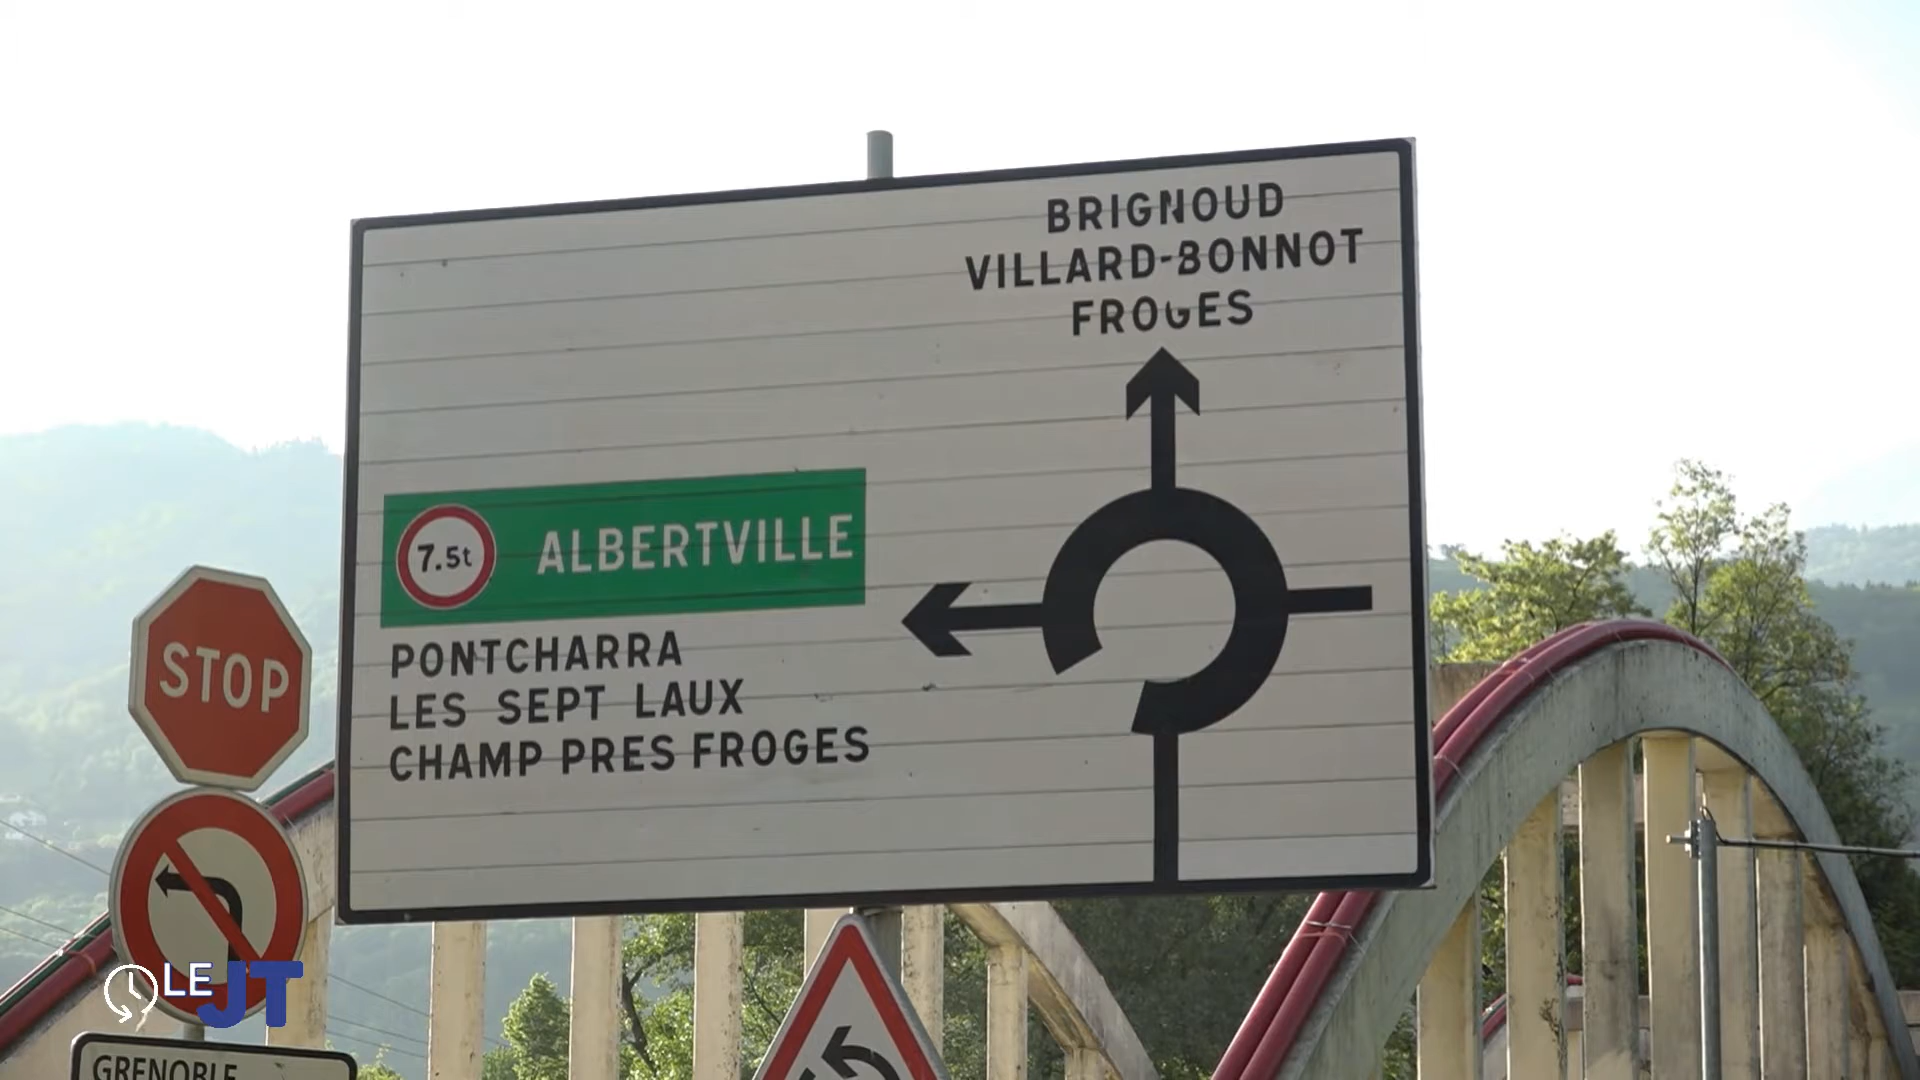 BRIGNOUD
VILLARD-BONNOT
FROGES
7.5t ALBERTVILLE
PONTCHARRA
LES SEPT LAUX
CHAMP PRES FROGES
STOP
LE JT
GRENOBLE